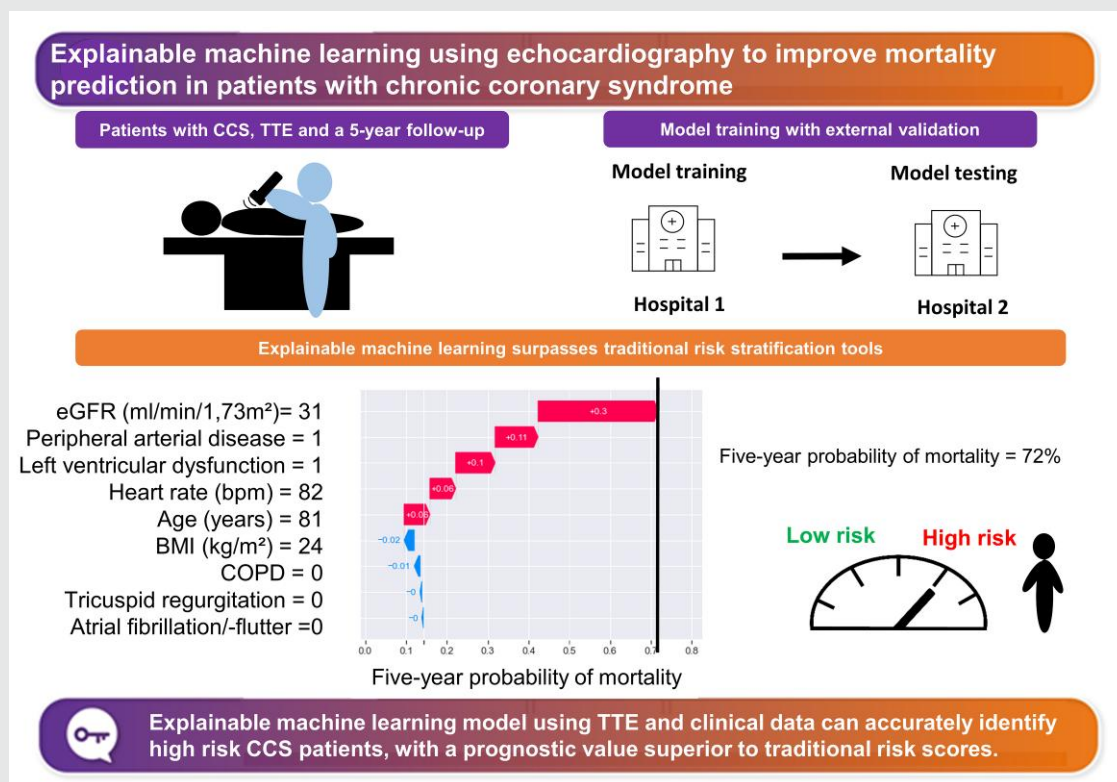 Explainable machine learning using echocardiography to improve mortality
prediction in patients with chronic coronary syndrome
Patients with CCS, TTE and a 5-year follow-up
Model training with external validation
Model training
Model testing
Hospital 1
Hospital 2
Explainable machine learning surpasses traditional risk stratification tools
eGFR (ml/min/1,73m²)= 31
Peripheral arterial disease = 1
Left ventricular dysfunction = 1
Heart rate (bpm) = 82
Age (years) = 81
BMI (kg/m²) = 24
COPD = 0
Tricuspid regurgitation = 0
Atrial fibrillation/-flutter =0
+0.3
+0.11
+0.1
+0.06
+0.06
−0.02
−0.01
−0
−0
0.0 0.1 0.2 0.3 0.4 0.5 0.6 0.7 0.8
Five-year probability of mortality
Five-year probability of mortality = 72%
Low risk
High risk
Explainable machine learning model using TTE and clinical data can accurately identify
high risk CCS patients, with a prognostic value superior to traditional risk scores.